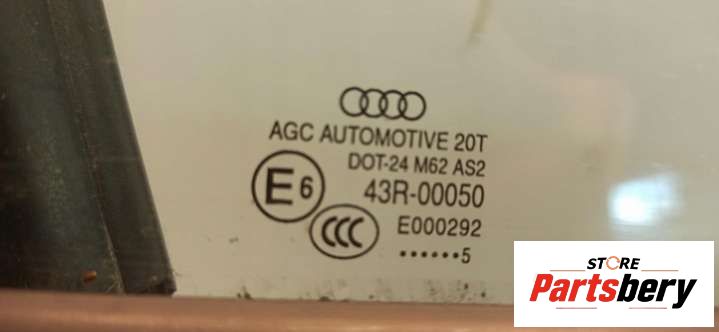 AGC AUTOMOTIVE 20T
DOT-24 M62 AS2
E6 43R-00050
CCC E000292
••••••5
STORE
Partsbery